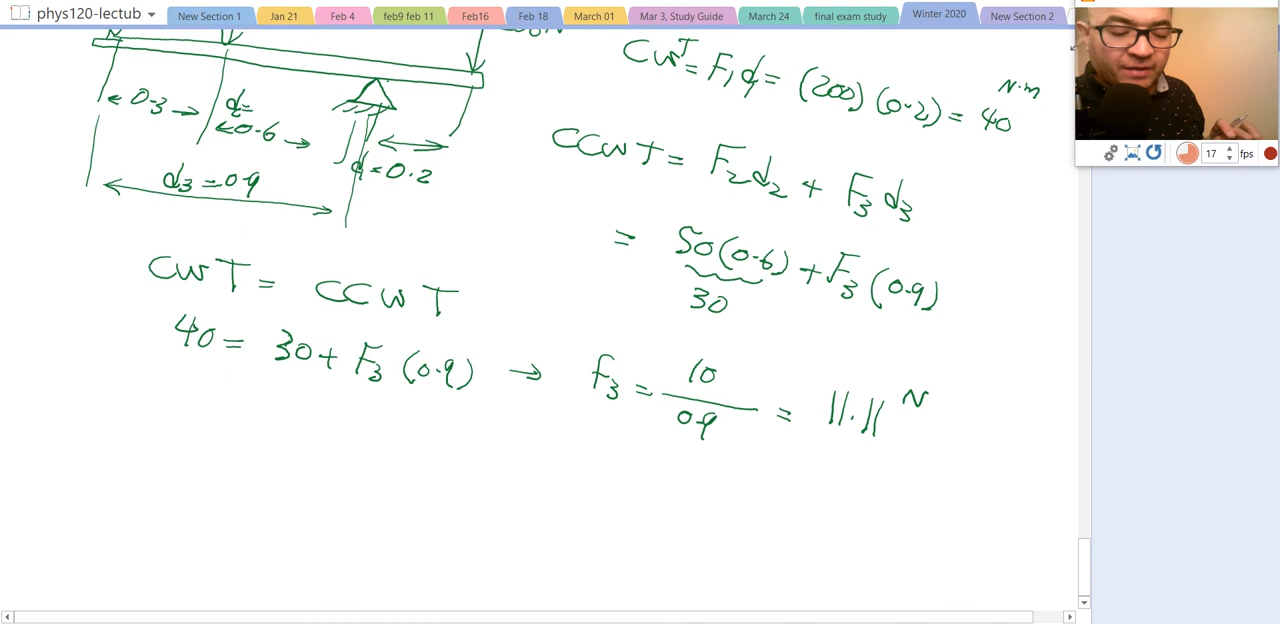 phys120-lectub
New Section 1
Jan 21
Feb 4
feb9 feb 11
Feb16
Feb 18
March 01
Mar 3, Study Guide
March 24
final exam study
Winter 2020
New Section 2
CWT = F₁d₁ = (200)(0.2) = 40 N.m
0.3
d=
0.6
d=0.2
d3=0.9
CCWT = F₂d₂ + F₃d₃
= 50(0.6) + F₃(0.9)
30
CWT = CCWT
40 = 30 + F₃(0.9) → F₃ = 10
0.9
= 11.11 N
17 fps